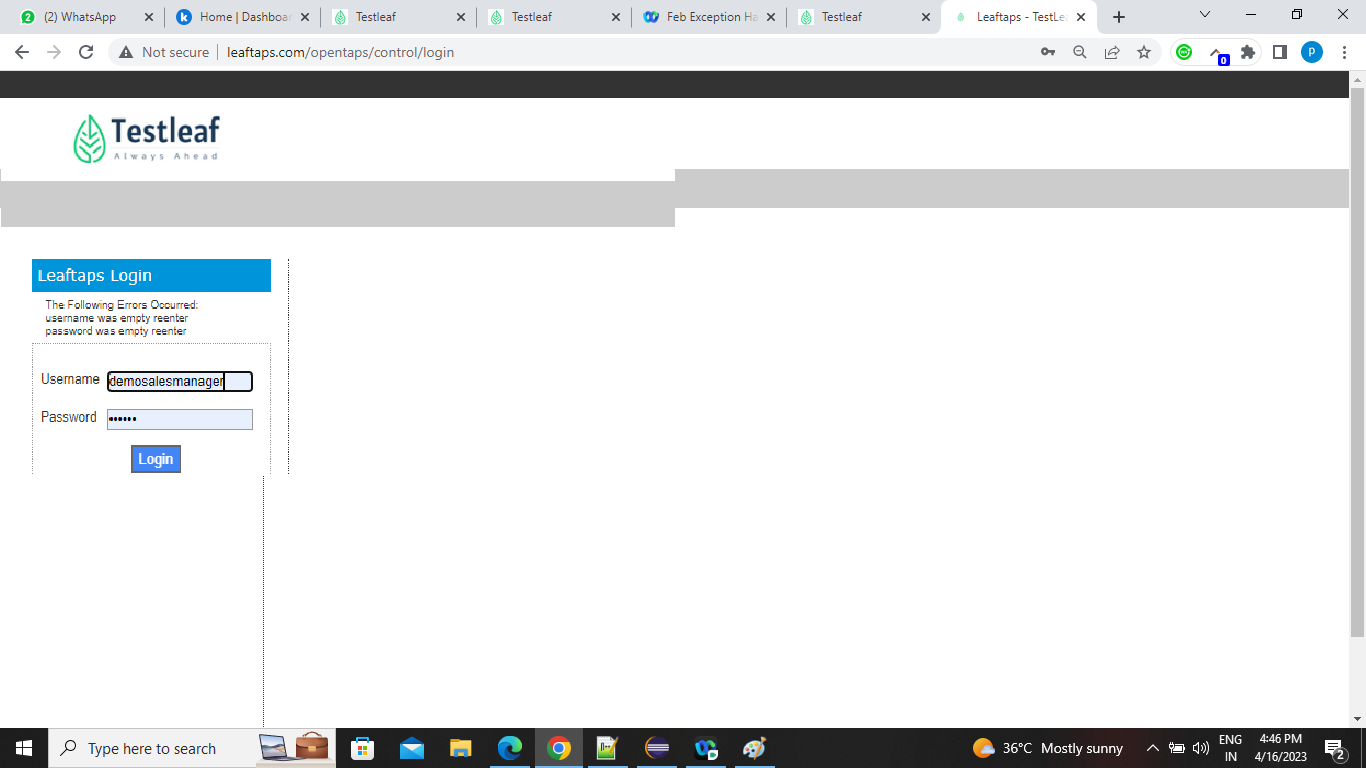 (2) WhatsApp
Home | Dashboa
Testleaf
Testleaf
Feb Exception Ha
Testleaf
Leaftaps - TestLea
Not secure
leaftaps.com/opentaps/control/login
0
p
Testleaf
Always Ahead
Leaftaps Login
The Following Errors Occurred:
username was empty reenter
password was empty reenter
Username demosalesmanager
Password ••••••
Login
Type here to search
36°C Mostly sunny
ENG
IN
4:46 PM
4/16/2023
2